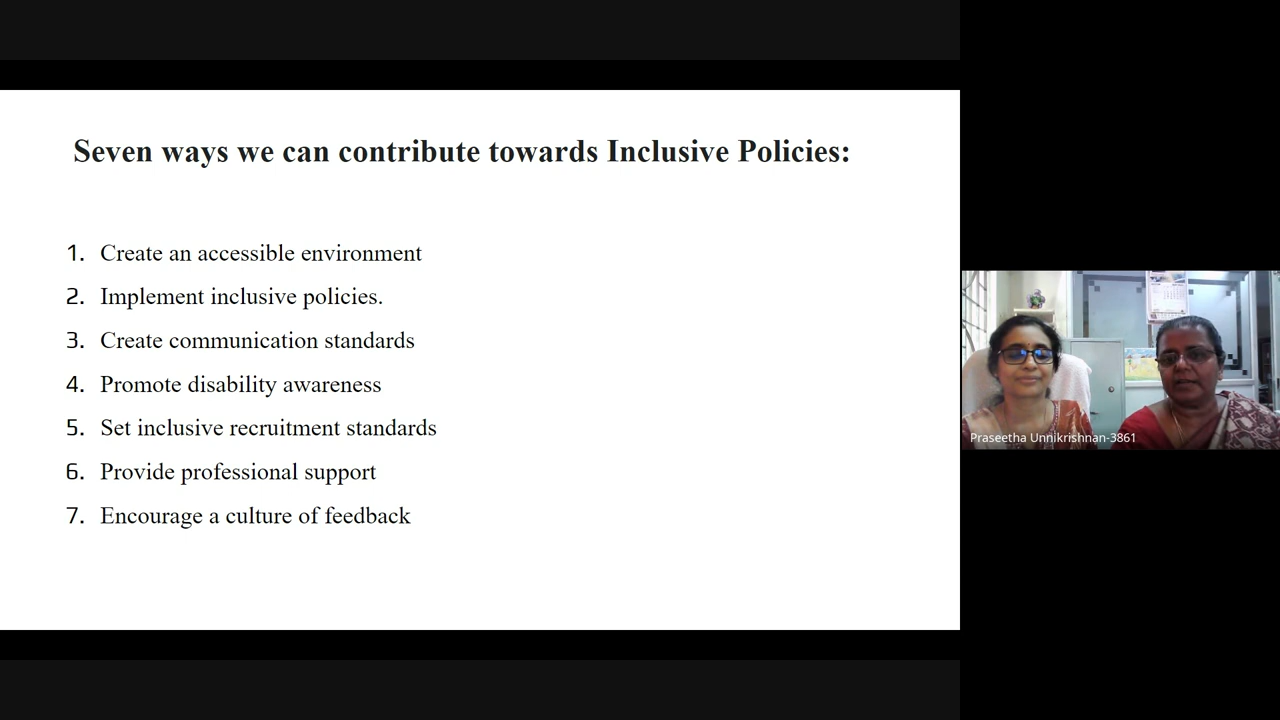 Seven ways we can contribute towards Inclusive Policies:
1. Create an accessible environment
2. Implement inclusive policies.
3. Create communication standards
4. Promote disability awareness
5. Set inclusive recruitment standards
6. Provide professional support
7. Encourage a culture of feedback
Praseetha Unnikrishnan-3861